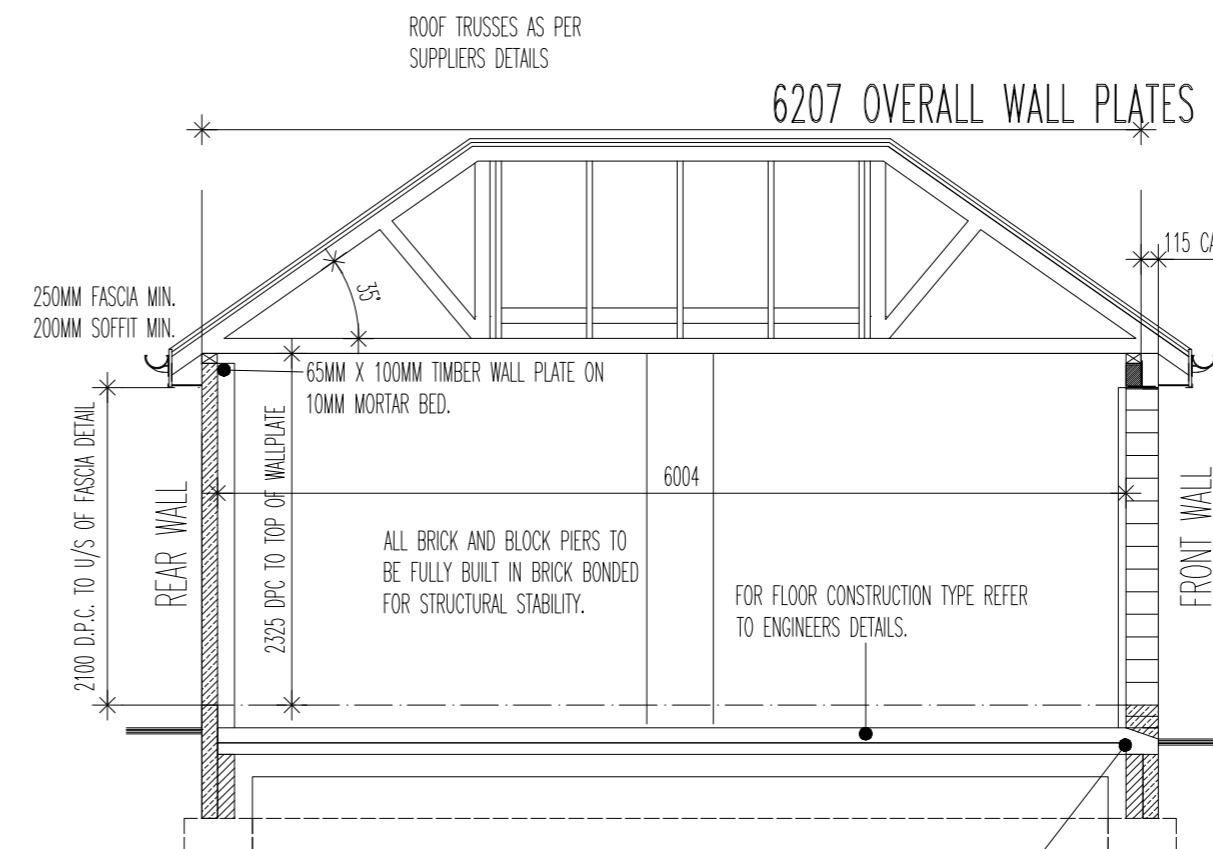 ROOF TRUSSES AS PER
SUPPLIERS DETAILS
6207 OVERALL WALL PLATES
115 CA
35°
250MM FASCIA MIN.
200MM SOFFIT MIN.
65MM X 100MM TIMBER WALL PLATE ON
10MM MORTAR BED.
2100 D.P.C. TO U/S OF FASCIA DETAIL
REAR WALL
2325 DPC TO TOP OF WALLPLATE
6004
ALL BRICK AND BLOCK PIERS TO
BE FULLY BUILT IN BRICK BONDED
FOR STRUCTURAL STABILITY.
FOR FLOOR CONSTRUCTION TYPE REFER
TO ENGINEERS DETAILS.
FRONT WALL